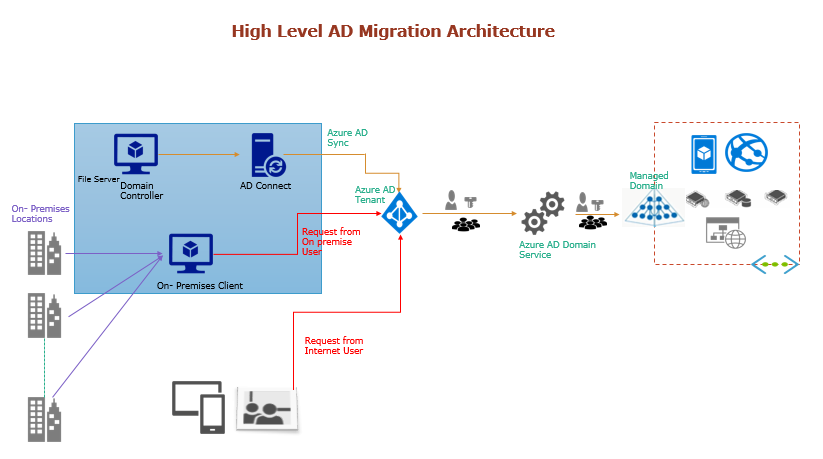 High Level AD Migration Architecture
Azure AD
Sync
File Server
Domain
Controller
AD Connect
Azure AD
Tenant
Managed
Domain
On- Premises
Locations
Request from
On premise
User
Azure AD Domain
Service
On- Premises Client
Request from
Internet User